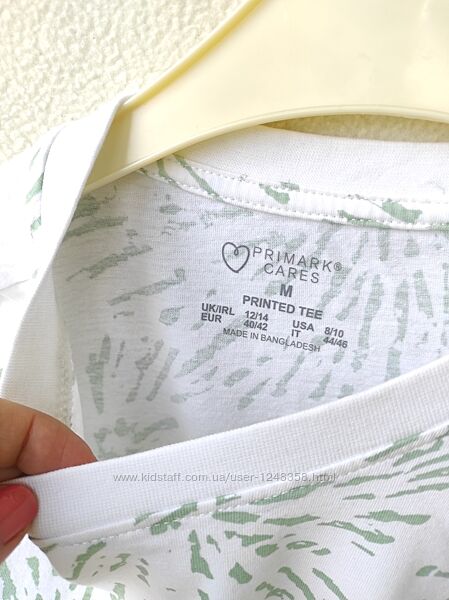 PRIMARK®
CARES
M
PRINTED TEE
UK/IRL 12/14 USA 8/10
EUR 40/42 IT 44/46
MADE IN BANGLADESH
www.kidstaff.com.ua/user-1248358.html